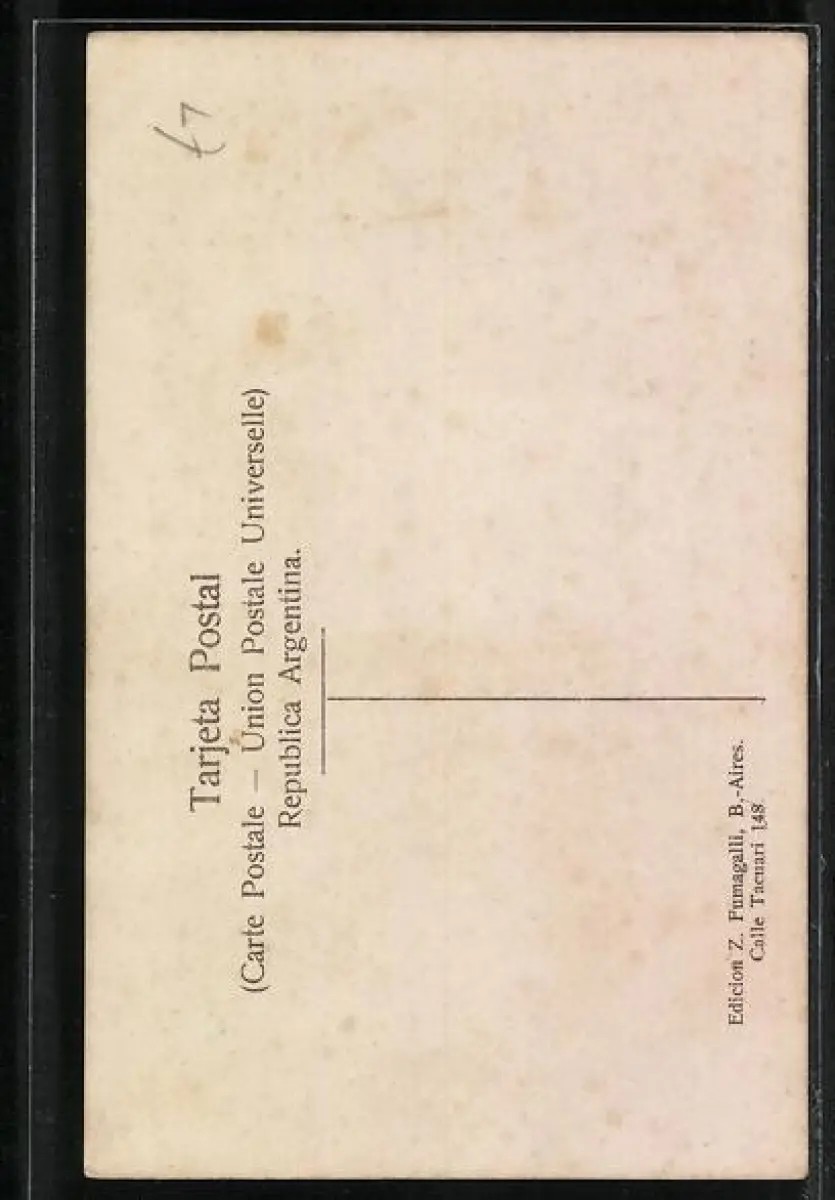 Tarjeta Postal
(Carte Postale — Union Postale Universelle)
Republica Argentina.
Edicion Z. Fumagalli, B.-Aires.
Calle Tacuari 148.